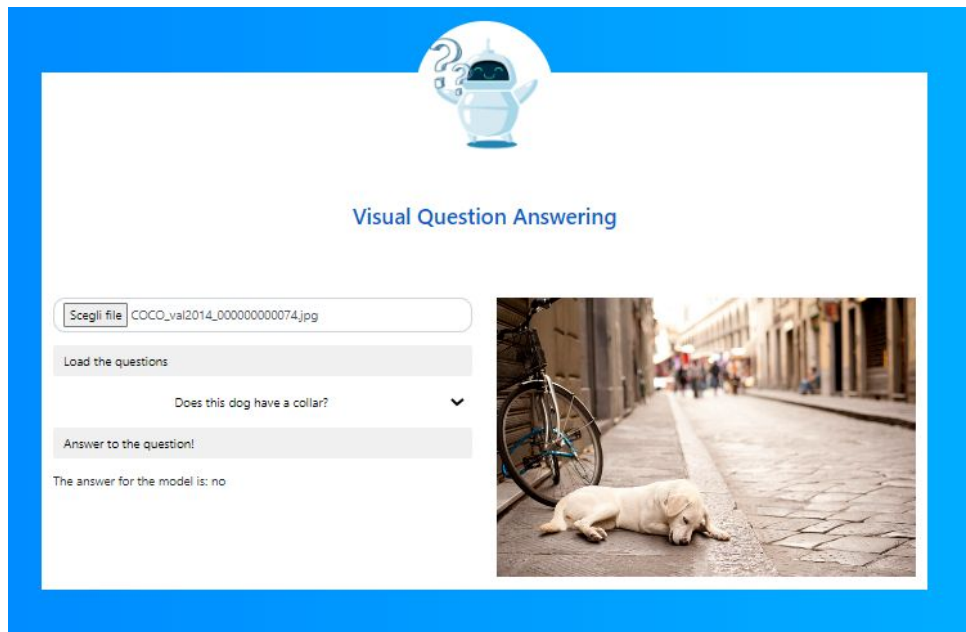 ??
Visual Question Answering
Scegli file COCO_val2014_000000000074.jpg
Load the questions
Does this dog have a collar?
Answer to the question!
The answer for the model is: no